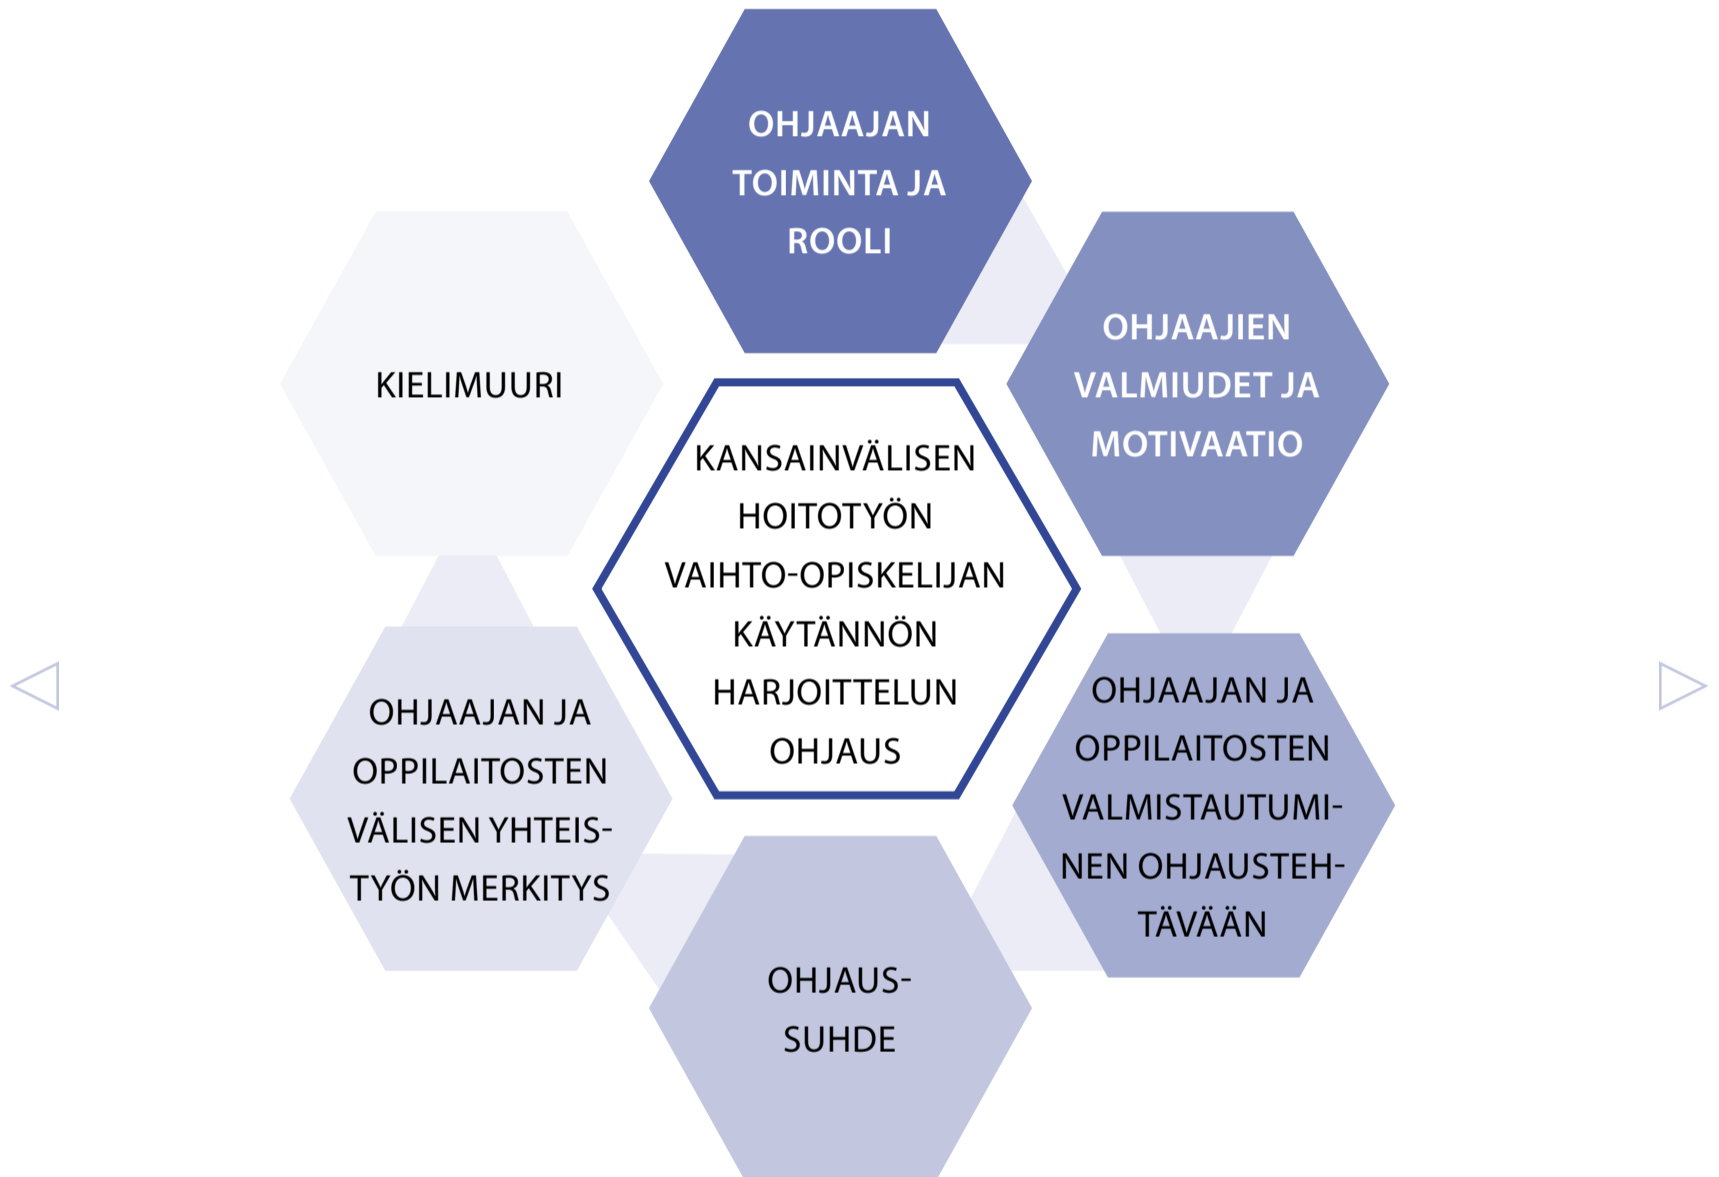 OHJAAJAN
TOIMINTA JA
ROOLI
OHJAAJIEN
VALMIUDET JA
MOTIVAATIO
OHJAAJAN JA
OPPILAITOSTEN
VALMISTAUTUMI-
NEN OHJAUSTEH-
TÄVÄÄN
OHJAUS-
SUHDE
OHJAAJAN JA
OPPILAITOSTEN
VÄLISEN YHTEIS-
TYÖN MERKITYS
KIELIMUURI
KANSAINVÄLISEN
HOITOTYÖN
VAIHTO-OPISKELIJAN
KÄYTÄNNÖN
HARJOITTELUN
OHJAUS